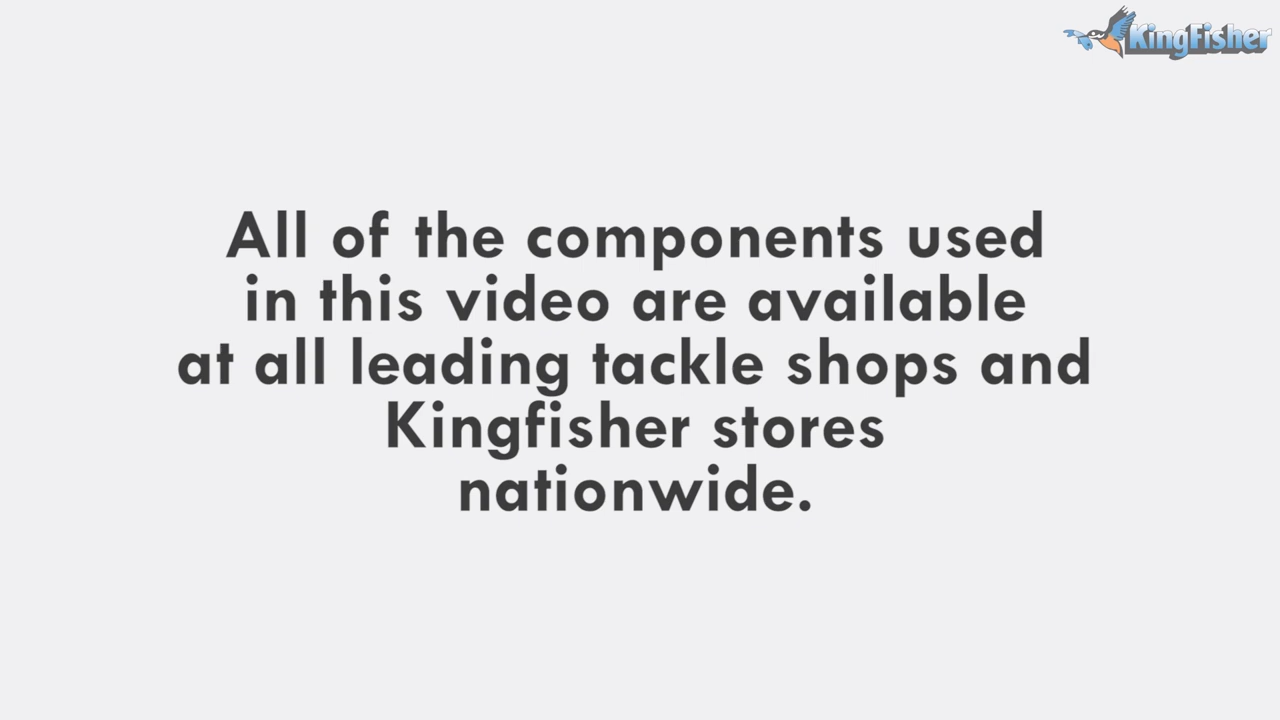 KingFisher
All of the components used
in this video are available
at all leading tackle shops and
Kingfisher stores
nationwide.